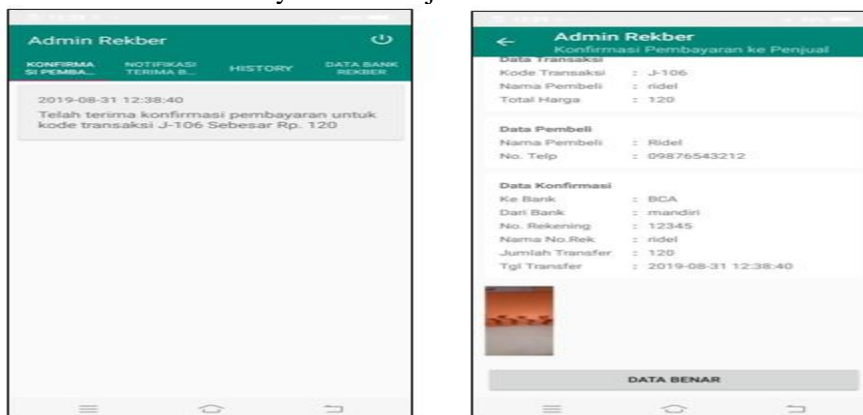 Admin Rekber
KONFIRMA
SI PEMBA...
NOTIFIKASI
TERIMA B...
HISTORY
DATA BANK
REKBER
2019-08-31 12:38:40
Telah terima konfirmasi pembayaran untuk
kode transaksi J-106 Sebesar Rp. 120
Admin Rekber
Konfirmasi Pembayaran ke Penjual
Data Transaksi
Kode Transaksi : J-106
Nama Pembeli : ridel
Total Harga : 120
Data Pembeli
Nama Pembeli : Ridel
No. Telp : 09876543212
Data Konfirmasi
Ke Bank : BCA
Dari Bank : mandiri
No. Rekening : 12345
Nama No.Rek : ridel
Jumlah Transfer : 120
Tgl Transfer : 2019-08-31 12:38:40
DATA BENAR